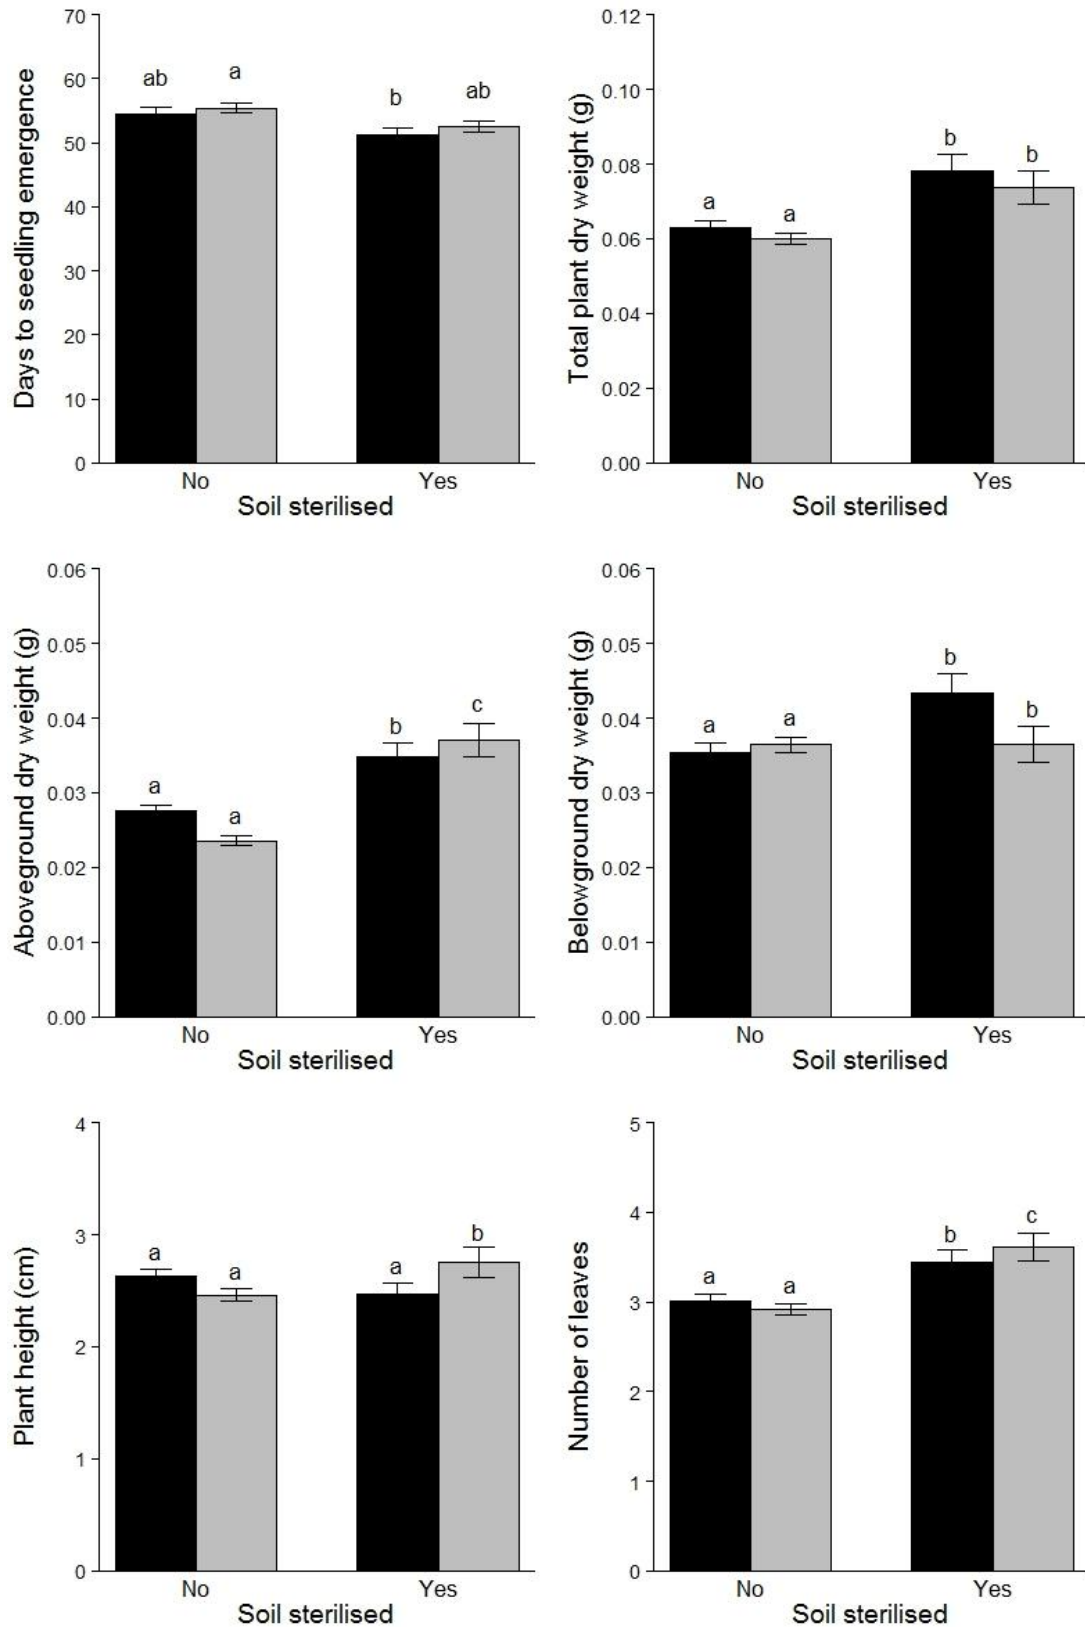 Days to seedling emergence
70
60
50
40
30
20
10
0
ab
a
b
ab
No
Yes
Soil sterilised
Total plant dry weight (g)
0.12
0.10
0.08
0.06
0.04
0.02
0.00
a
a
b
b
No
Yes
Soil sterilised
Aboveground dry weight (g)
0.06
0.05
0.04
0.03
0.02
0.01
0.00
a
a
b
c
No
Yes
Soil sterilised
Belowground dry weight (g)
0.06
0.05
0.04
0.03
0.02
0.01
0.00
a
a
b
b
No
Yes
Soil sterilised
Plant height (cm)
4
3
2
1
0
a
a
a
b
No
Yes
Soil sterilised
Number of leaves
5
4
3
2
1
0
a
a
b
c
No
Yes
Soil sterilised